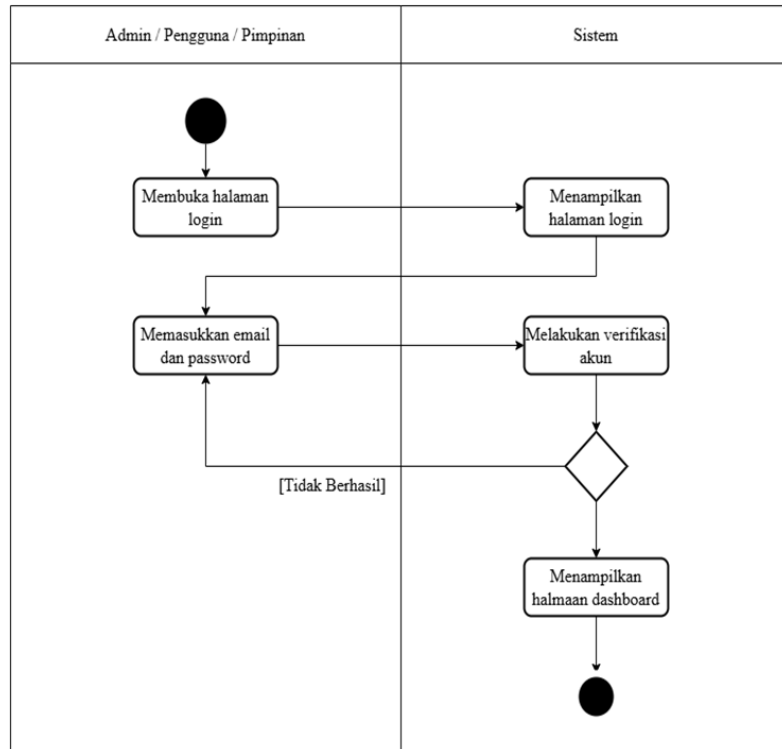 Admin / Pengguna / Pimpinan
Sistem
Membuka halaman
login
Menampilkan
halaman login
Memasukkan email
dan password
Melakukan verifikasi
akun
[Tidak Berhasil]
Menampilkan
halmaan dashboard